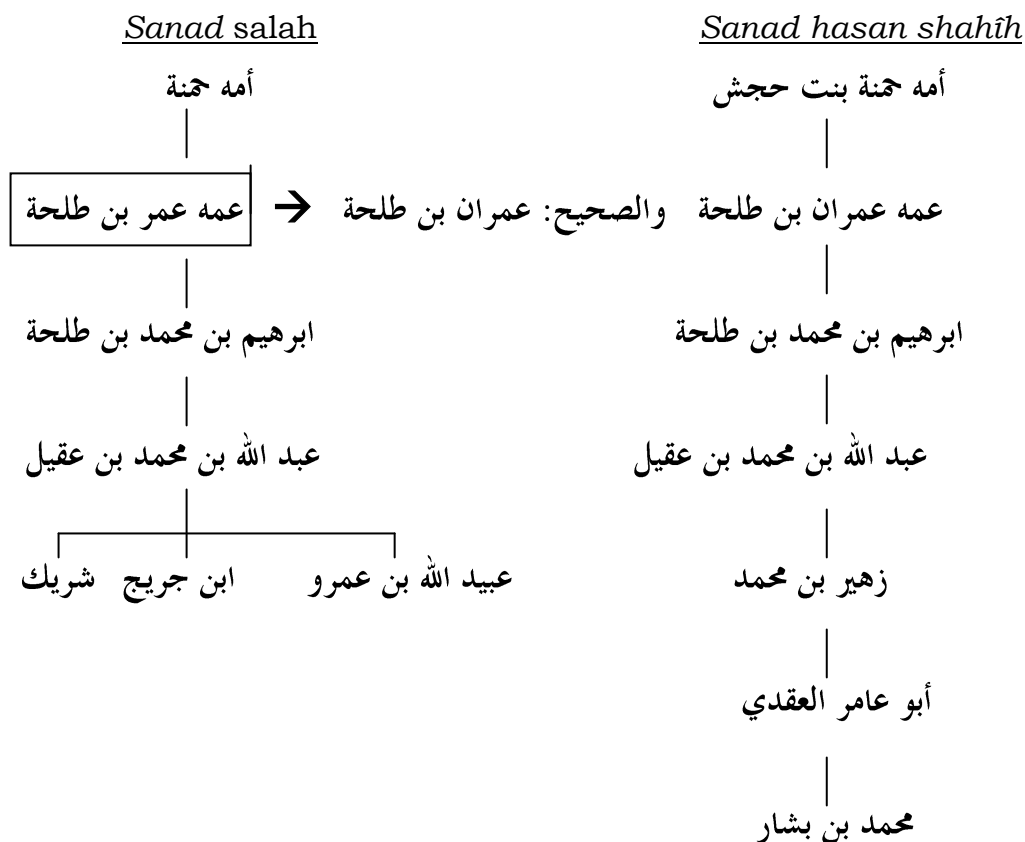 Sanad salah
Sanad hasan shahîh
أمه حمنة
أمه حمنة بنت حجش
عمه عمر بن طلحة
والصحيح: عمران بن طلحة
عمه عمران بن طلحة
ابرهيم بن محمد بن طلحة
ابرهيم بن محمد بن طلحة
عبد الله بن محمد بن عقيل
عبد الله بن محمد بن عقيل
عبيد الله بن عمرو
ابن جريج
شريك
زهير بن محمد
أبو عامر العقدي
محمد بن بشار